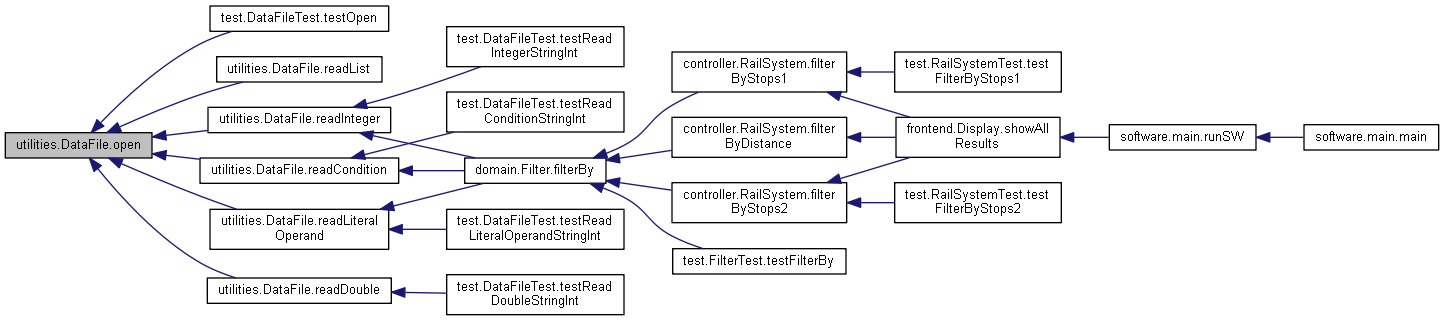 utilities.DataFile.open
test.DataFileTest.testOpen
utilities.DataFile.readList
utilities.DataFile.readInteger
utilities.DataFile.readCondition
utilities.DataFile.readLiteral
Operand
utilities.DataFile.readDouble
test.DataFileTest.testRead
IntegerStringInt
test.DataFileTest.testRead
ConditionStringInt
domain.Filter.filterBy
test.DataFileTest.testRead
LiteralOperandStringInt
test.DataFileTest.testRead
DoubleStringInt
controller.RailSystem.filter
ByStops1
controller.RailSystem.filter
ByDistance
controller.RailSystem.filter
ByStops2
test.FilterTest.testFilterBy
test.RailSystemTest.test
FilterByStops1
frontend.Display.showAll
Results
test.RailSystemTest.test
FilterByStops2
software.main.runSW
software.main.main